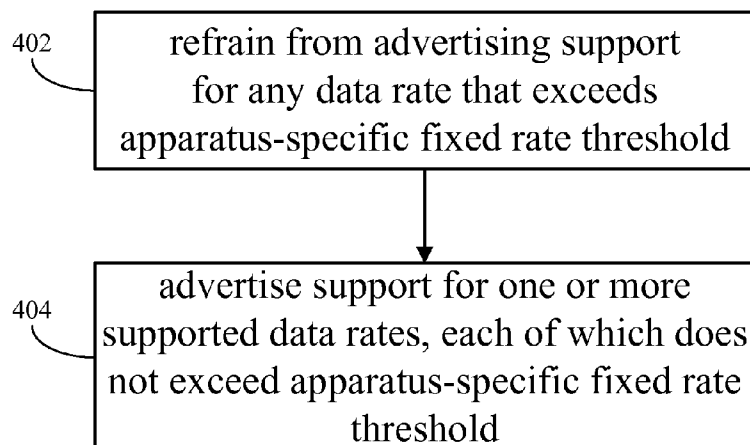 402
refrain from advertising support
for any data rate that exceeds
apparatus-specific fixed rate threshold
404
advertise support for one or more
supported data rates, each of which does
not exceed apparatus-specific fixed rate
threshold